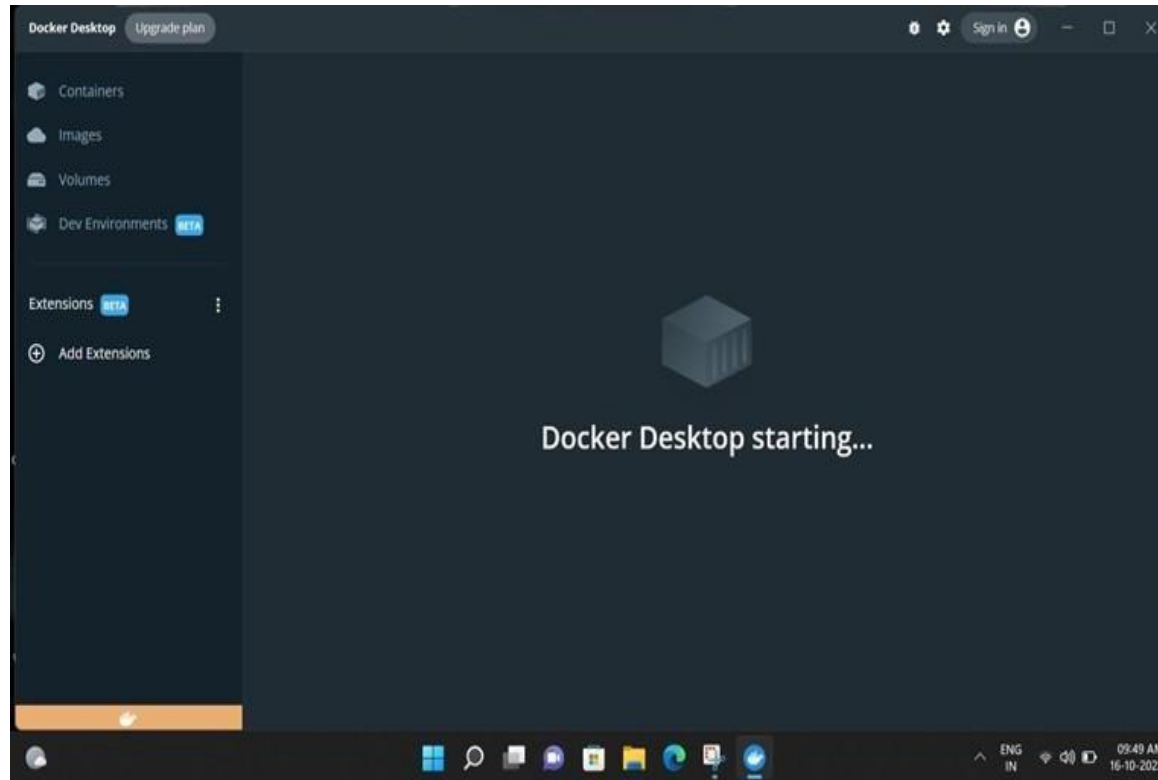 Docker Desktop Upgrade plan Sign in
Containers
Images
Volumes
Dev Environments BETA
Extensions BETA
Add Extensions
Docker Desktop starting...
ENG
IN
09:49 AM
16-10-202